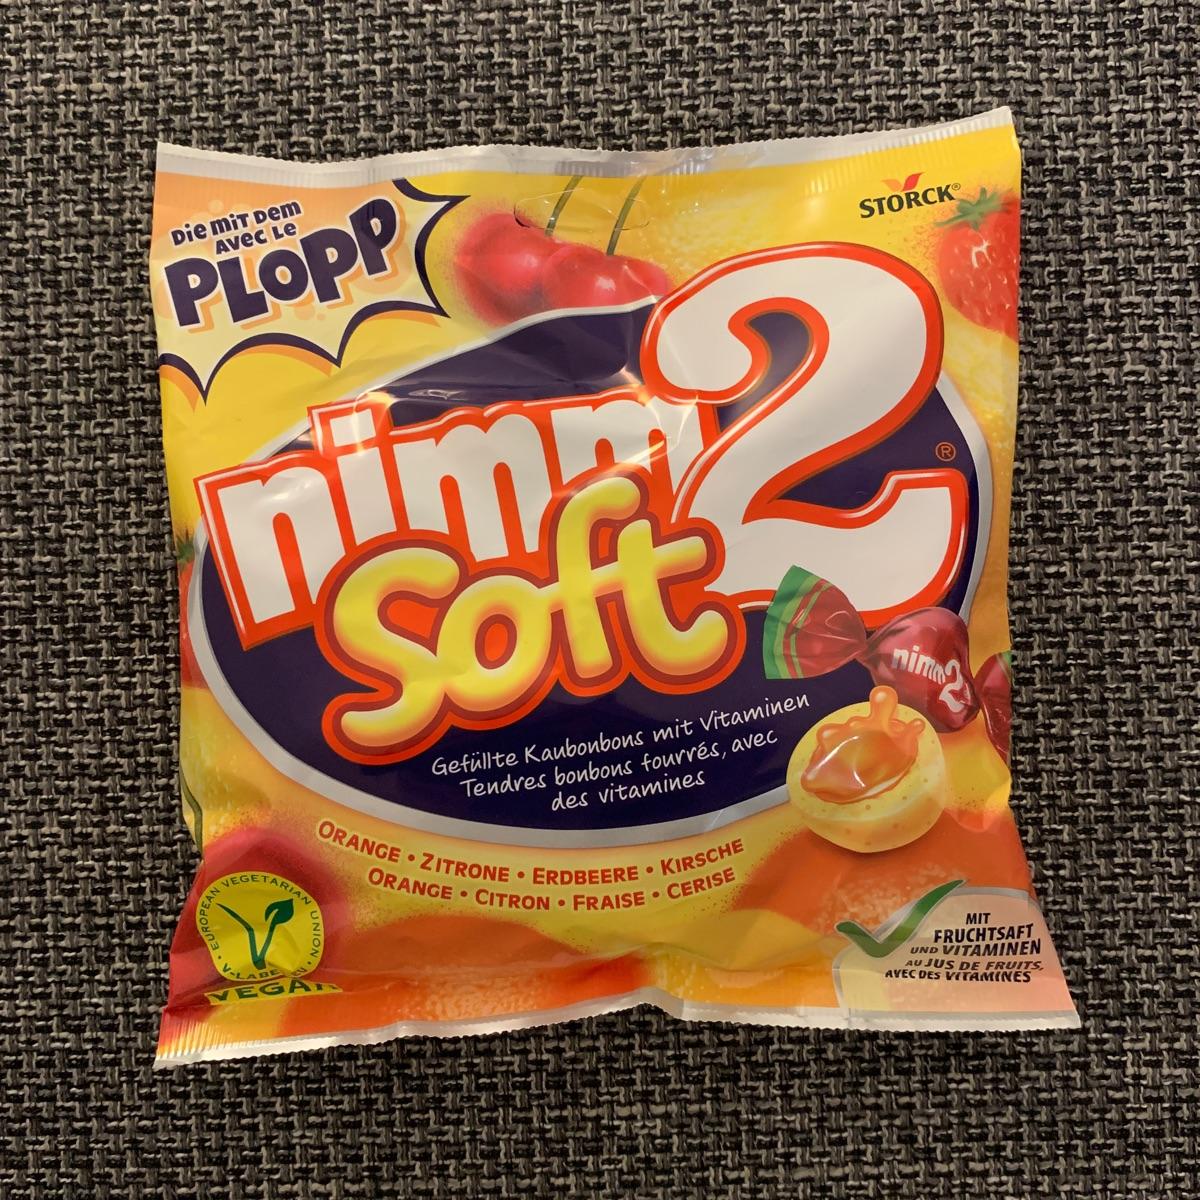 Die mit dem
avec le
PLOPP
STORCK®
nimm2®
soft
nimm2
Gefüllte Kaubonbons mit Vitaminen
Tendres bonbons fourrés, avec
des vitamines
ORANGE • ZITRONE • ERDBEERE • KIRSCHE
ORANGE • CITRON • FRAISE • CERISE
• EUROPEAN VEGETARIAN UNION •
VEGAN
MIT
FRUCHTSAFT
UND VITAMINEN
AU JUS DE FRUITS,
AVEC DES VITAMINES